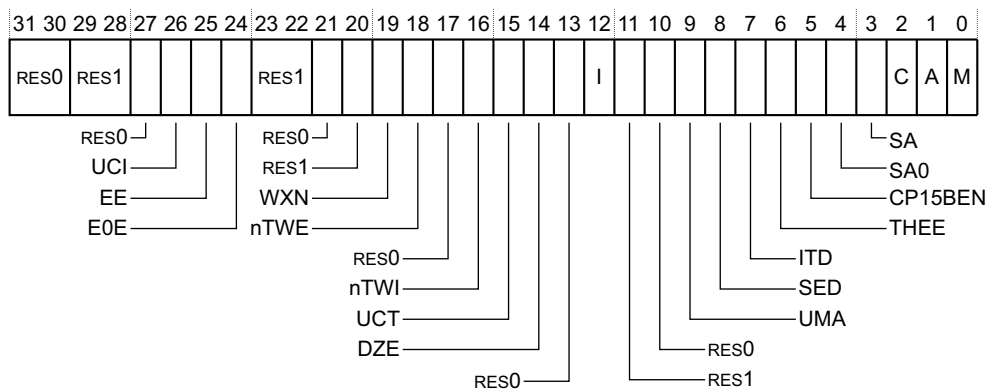 31 30 29 28 27 26 25 24 23 22 21 20 19 18 17 16 15 14 13 12 11 10 9 8 7 6 5 4 3 2 1 0
RES0 RES1 RES1 I C A M
RES0 RES0 SA
UCI RES1 SA0
EE WXN CP15BEN
E0E nTWE THEE
RES0 ITD
nTWI SED
UCT UMA
DZE RES0
RES0 RES1